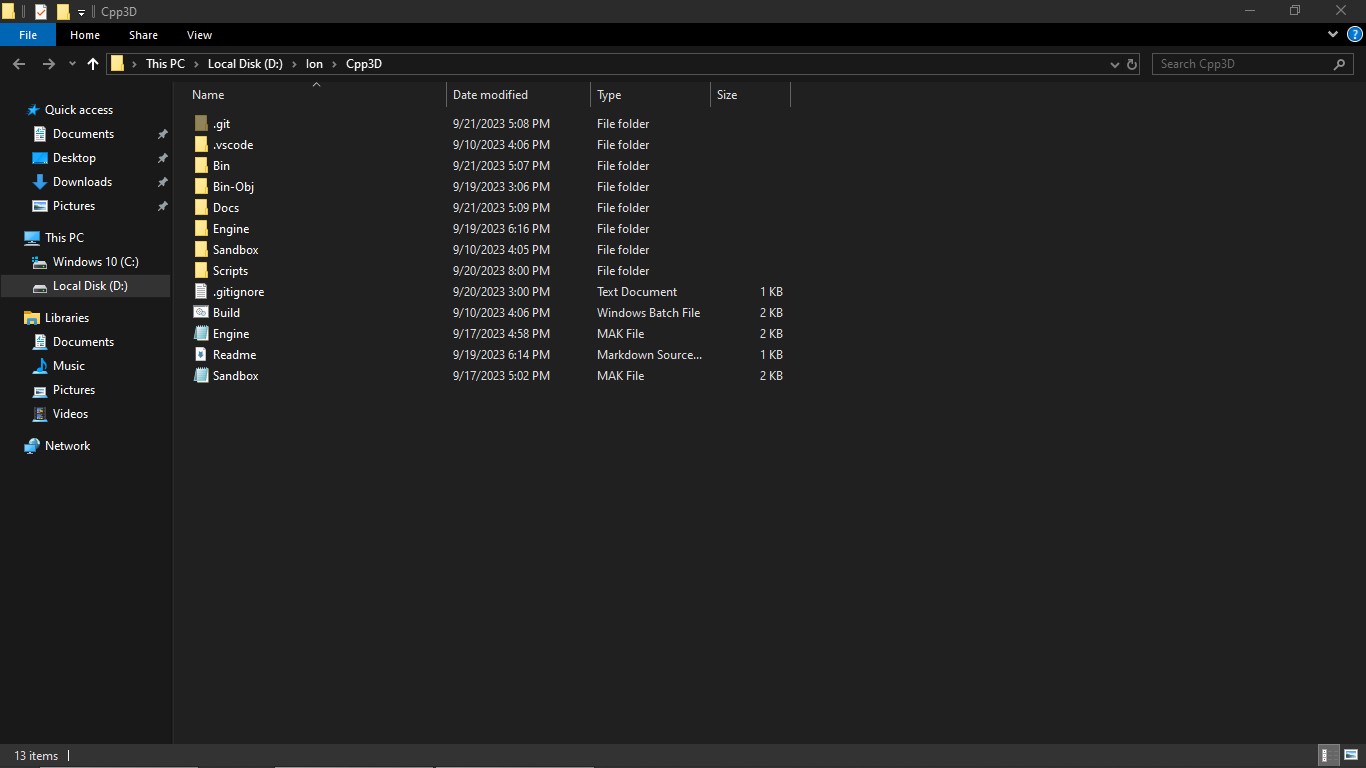 Cpp3D
File Home Share View
This PC Local Disk (D:) Ion Cpp3D Search Cpp3D
Name Date modified Type Size
Quick access
Documents
Desktop
Downloads
Pictures
This PC
Windows 10 (C:)
Local Disk (D:)
Libraries
Documents
Music
Pictures
Videos
Network
.git 9/21/2023 5:08 PM File folder
.vscode 9/10/2023 4:06 PM File folder
Bin 9/21/2023 5:07 PM File folder
Bin-Obj 9/19/2023 3:06 PM File folder
Docs 9/21/2023 5:09 PM File folder
Engine 9/19/2023 6:16 PM File folder
Sandbox 9/10/2023 4:05 PM File folder
Scripts 9/20/2023 8:00 PM File folder
.gitignore 9/20/2023 3:00 PM Text Document 1 KB
Build 9/10/2023 4:06 PM Windows Batch File 2 KB
Engine 9/17/2023 4:58 PM MAK File 2 KB
Readme 9/19/2023 6:14 PM Markdown Source... 1 KB
Sandbox 9/17/2023 5:02 PM MAK File 2 KB
13 items